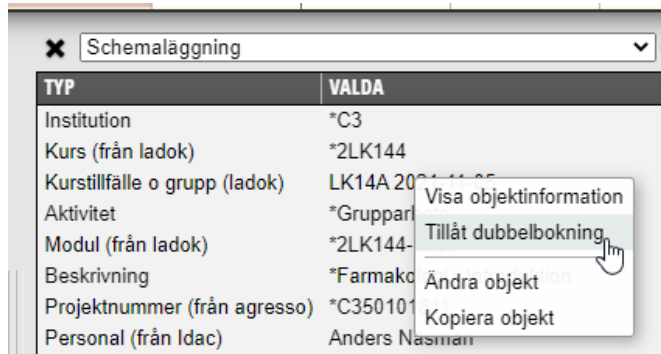 Schemaläggning
TYP VALDA
Institution *C3
Kurs (från ladok) *2LK144
Kurstillfälle o grupp (ladok) LK14A
Visa objektinformation
Aktivitet
Tillåt dubbelbokning
Modul (från ladok) *2LK144-
Beskrivning
Ändra objekt
Projektnummer (från agresso) *C350101
Kopiera objekt
Personal (från Idac) Anders Näsman